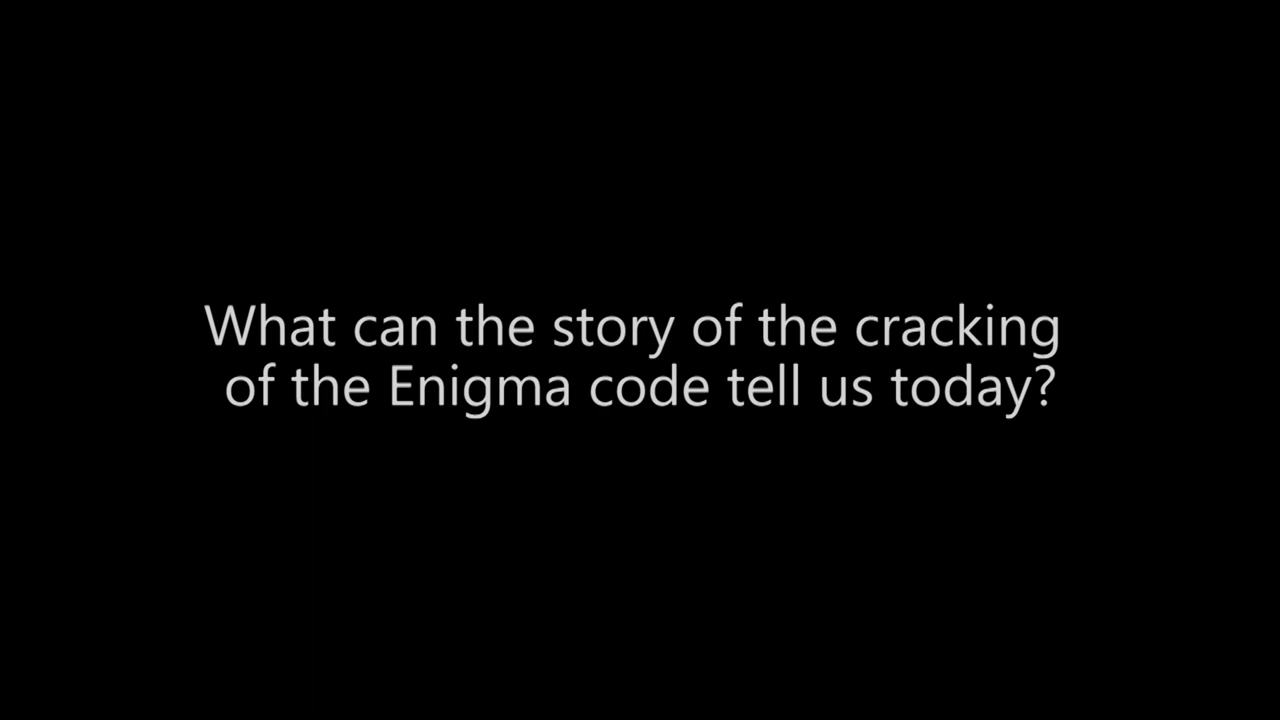 What can the story of the cracking
of the Enigma code tell us today?